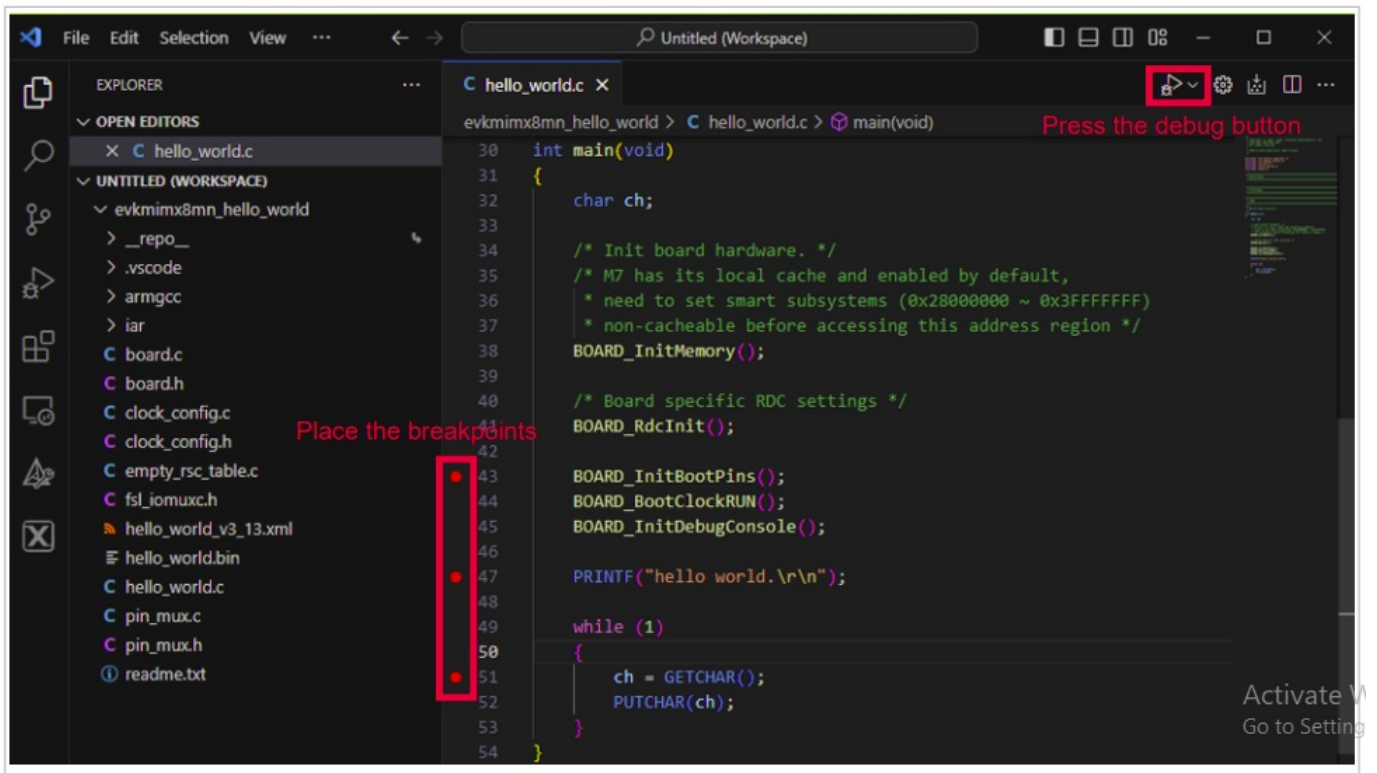 File Edit Selection View ··· ← → Untitled (Workspace)
EXPLORER ···
OPEN EDITORS
× C hello_world.c
UNTITLED (WORKSPACE)
evkmimx8mn_hello_world
> __repo__
> .vscode
> armgcc
> iar
C board.c
C board.h
C clock_config.c
C clock_config.h
C empty_rsc_table.c
C fsl_iomuxc.h
hello_world_v3_13.xml
hello_world.bin
C hello_world.c
C pin_mux.c
C pin_mux.h
readme.txt
C hello_world.c ×
evkmimx8mn_hello_world > C hello_world.c > main(void)
Press the debug button
Place the breakpoints
30 int main(void)
31 {
32 char ch;
33
34 /* Init board hardware. */
35 /* M7 has its local cache and enabled by default,
36 * need to set smart subsystems (0x28000000 ~ 0x3FFFFFFF)
37 * non-cacheable before accessing this address region */
38 BOARD_InitMemory();
39
40 /* Board specific RDC settings */
41 BOARD_RdcInit();
42
43 BOARD_InitBootPins();
44 BOARD_BootClockRUN();
45 BOARD_InitDebugConsole();
46
47 PRINTF("hello world.\r\n");
48
49 while (1)
50 {
51 ch = GETCHAR();
52 PUTCHAR(ch);
53 }
54 }
Activate W
Go to Setting